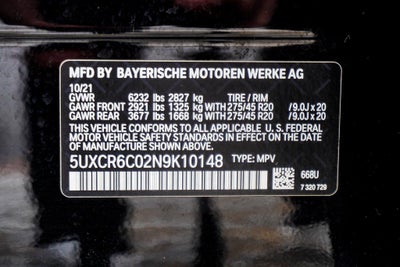 MFD BY BAYERISCHE MOTOREN WERKE AG
10/21
GVWR 6232 lbs 2827 kg TIRE / RIM
GAWR FRONT 2921 lbs 1325 kg WITH 275/45 R20 / 9.0J x 20
GAWR REAR 3677 lbs 1668 kg WITH 275/45 R20 / 9.0J x 20
THIS VEHICLE CONFORMS TO ALL APPLICABLE U. S. FEDERAL
MOTOR VEHICLE SAFETY STANDARDS IN EFFECT ON THE DATE
OF MANUFACTURE SHOWN ABOVE.
5UXCR6C02N9K10148 TYPE: MPV
668U
7 320 729